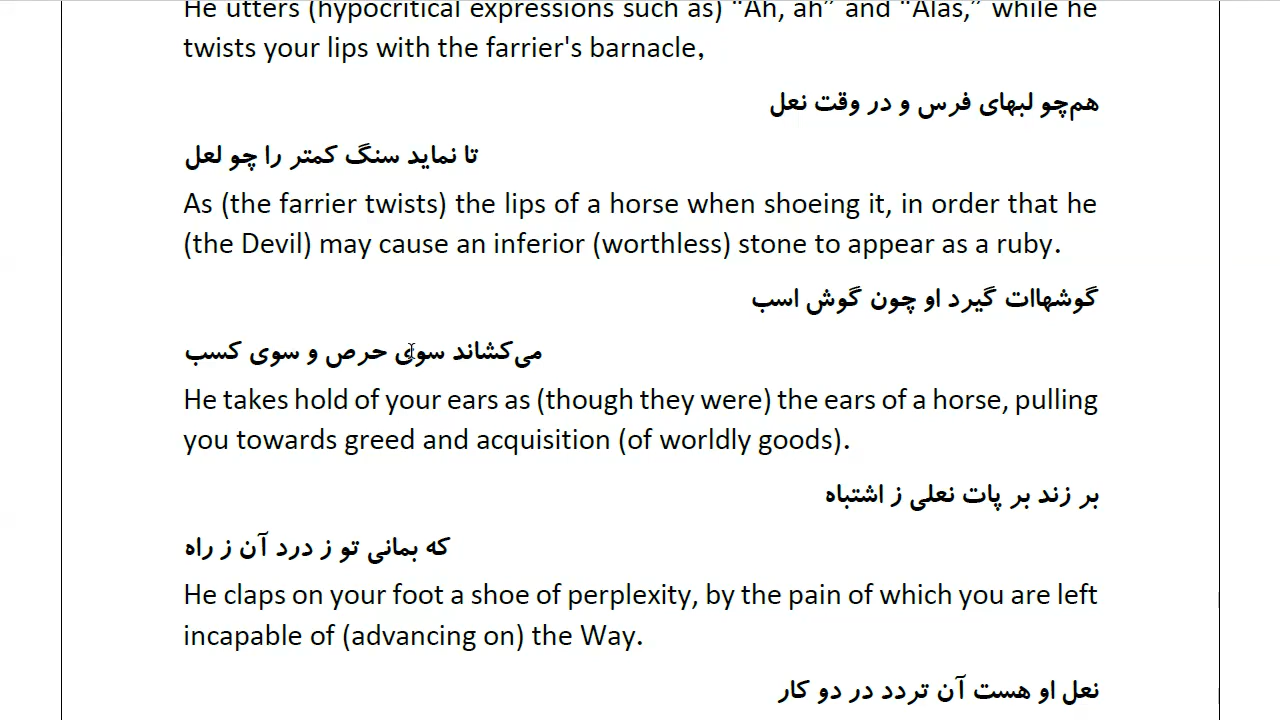 He utters (hypocritical expressions such as) “Ah, ah” and “Alas,” while he
twists your lips with the farrier's barnacle,
هم‌چو لبهای فرس و در وقت نعل
تا نماید سنگ کمتر را چو لعل
As (the farrier twists) the lips of a horse when shoeing it, in order that he
(the Devil) may cause an inferior (worthless) stone to appear as a ruby.
گوشهاات گیرد او چون گوش اسب
می‌کشاند سوی حرص و سوی کسب
He takes hold of your ears as (though they were) the ears of a horse, pulling
you towards greed and acquisition (of worldly goods).
بر زند بر پات نعلی ز اشتباه
که بمانی تو ز درد آن ز راه
He claps on your foot a shoe of perplexity, by the pain of which you are left
incapable of (advancing on) the Way.
نعل او هست آن تردد در دو کار